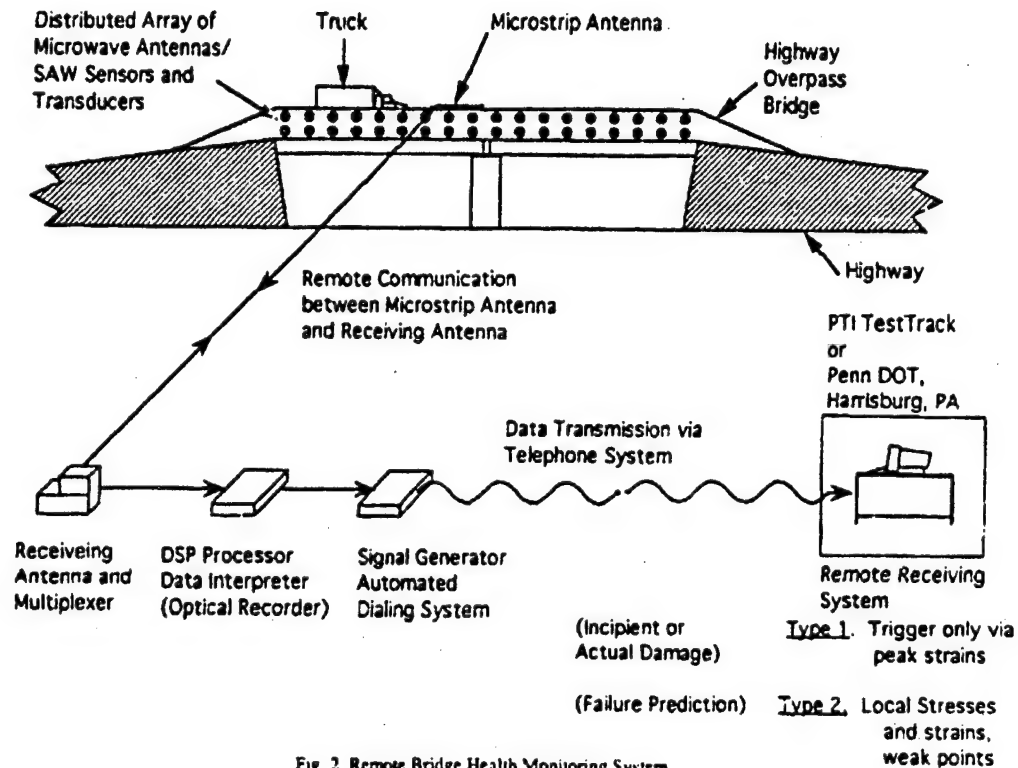 Distributed Array of
Microwave Antennas/
SAW Sensors and
Transducers
Truck
Microstrip Antenna
Highway
Overpass
Bridge
Highway
Remote Communication
between Microstrip Antenna
and Receiving Antenna
PTI TestTrack
or
Penn DOT,
Harrisburg, PA
Data Transmission via
Telephone System
Receiveing
Antenna and
Multiplexer
DSP Processor
Data Interpreter
(Optical Recorder)
Signal Generator
Automated
Dialing System
Remote Receiving
System
(Incipient or
Actual Damage)
Type 1. Trigger only via
peak strains
(Failure Prediction)
Type 2. Local Stresses
and strains,
weak points
Fig. 2 Remote Bridge Health Monitoring System